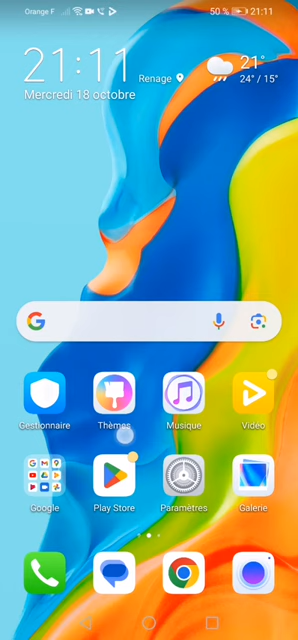 Orange F
50 %
21:11
21:11
Renage
21°
24° / 15°
Mercredi 18 octobre
Gestionnaire
Thèmes
Musique
Vidéo
Google
Play Store
Paramètres
Galerie